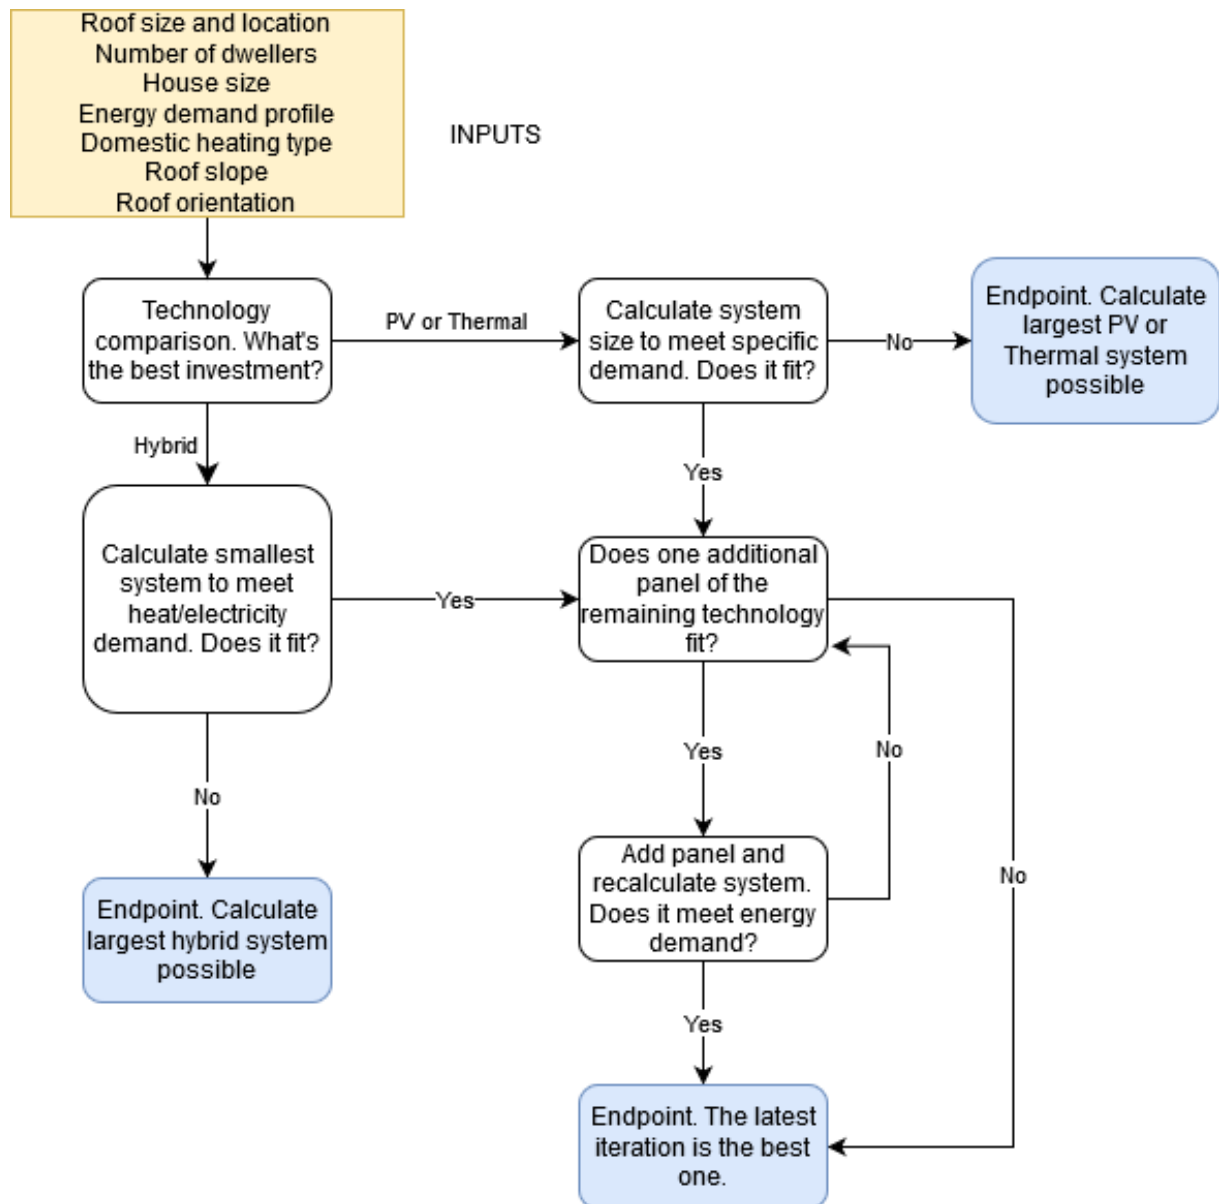 Roof size and location
Number of dwellers
House size
Energy demand profile
Domestic heating type
Roof slope
Roof orientation
INPUTS
Technology
comparison. What's
the best investment?
PV or Thermal
Calculate system
size to meet specific
demand. Does it fit?
No
Endpoint. Calculate
largest PV or
Thermal system
possible
Hybrid
Yes
Calculate smallest
system to meet
heat/electricity
demand. Does it fit?
Yes
Does one additional
panel of the
remaining technology
fit?
No
Yes
No
No
Endpoint. Calculate
largest hybrid system
possible
Add panel and
recalculate system.
Does it meet energy
demand?
Yes
Endpoint. The latest
iteration is the best
one.